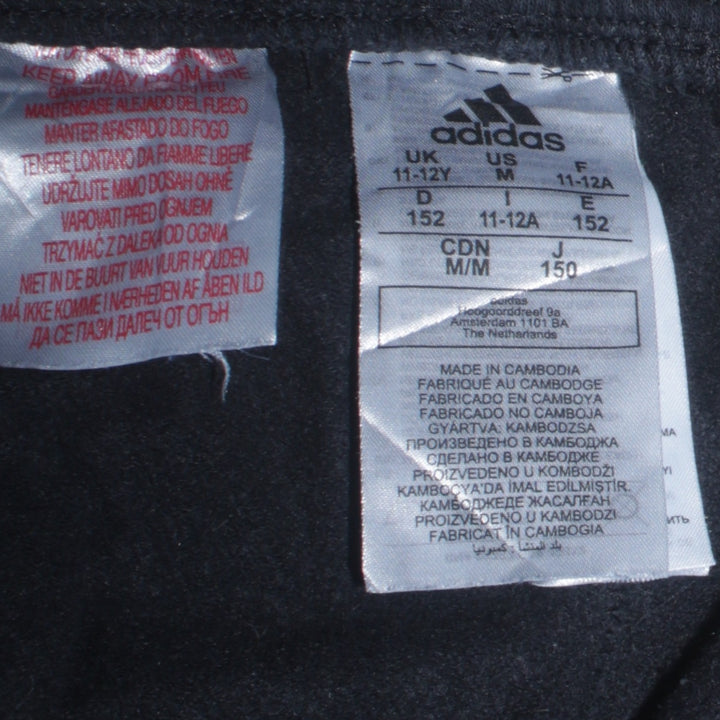 KEEP AWAY FROM FIRE
MANTÉNGASE ALEJADO DEL FUEGO
MANTER AFASTADO DO FOGO
TENERE LONTANO DA FIAMME LIBERE
UDRŽUJTE MIMO DOSAH OHNĚ
VAROVATI PRED OGNJEM
TRZYMAĆ Z DALEKA OD OGNIA
NIET IN DE BUURT VAN VUUR HOUDEN
MÅ IKKE KOMME I NÆRHEDEN AF ÅBEN ILD
ДА СЕ ПАЗИ ДАЛЕЧ ОТ ОГЪН
adidas
UK US F
11-12Y M 11-12A
D I E
152 11-12A 152
CDN J
M/M 150
adidas
Hoogoorddreef 9a
Amsterdam 1101 BA
The Netherlands
MADE IN CAMBODIA
FABRIQUÉ AU CAMBODGE
FABRICADO EN CAMBOYA
FABRICADO NO CAMBOJA
GYÁRTVA: KAMBODZSA
ПРОИЗВЕДЕНО В КАМБОДЖА
СДЕЛАНО В КАМБОДЖЕ
PROIZVEDENO U KOMBODŽI
KAMBOÇYA'DA İMAL EDİLMİŞTİR.
КАМБОДЖЕДЕ ЖАСАЛҒАН
PROIZVEDENO U KAMBODZI
FABRICAT ÎN CAMBOGIA
بلد المنشأ : كمبوديا